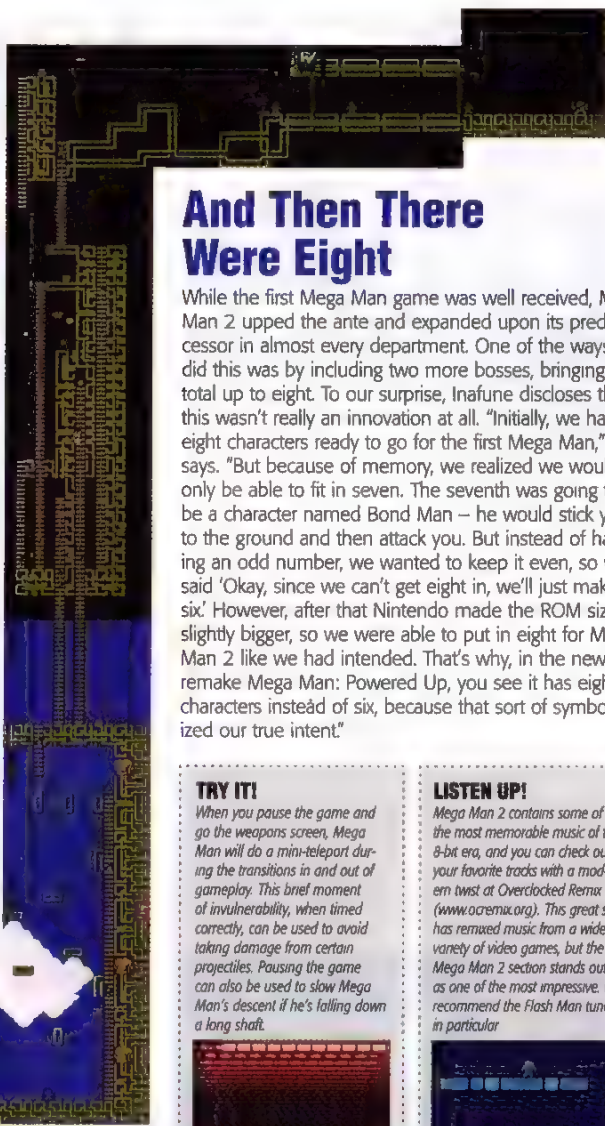 And Then There
Were Eight
While the first Mega Man game was well received, M
Man 2 upped the ante and expanded upon its pred
cessor in almost every department. One of the ways
did this was by including two more bosses, bringing
total up to eight. To our surprise, Inafune discloses th
this wasn't really an innovation at all. "Initially, we ha
eight characters ready to go for the first Mega Man,"
says. "But because of memory, we realized we woul
only be able to fit in seven. The seventh was going t
be a character named Bond Man – he would stick y
to the ground and then attack you. But instead of ha
ing an odd number, we wanted to keep it even, so
said 'Okay, since we can't get eight in, we'll just mak
six.' However, after that Nintendo made the ROM siz
slightly bigger, so we were able to put in eight for M
Man 2 like we had intended. That's why, in the new
remake Mega Man: Powered Up, you see it has eigh
characters instead of six, because that sort of symbo
ized our true intent."
TRY IT!
When you pause the game and
go the weapons screen, Mega
Man will do a mini-teleport dur-
ing the transitions in and out of
gameplay. This brief moment
of invulnerability, when timed
correctly, can be used to avoid
taking damage from certain
projectiles. Pausing the game
can also be used to slow Mega
Man's descent if he's falling down
a long shaft.
LISTEN UP!
Mega Man 2 contains some of
the most memorable music of t
8-bit era, and you can check ou
your favorite tracks with a mod-
ern twist at Overclocked Remix
(www.ocremix.org). This great s
has remixed music from a wide
variety of video games, but the
Mega Man 2 section stands out
as one of the most impressive.
recommend the Flash Man tun
in particular